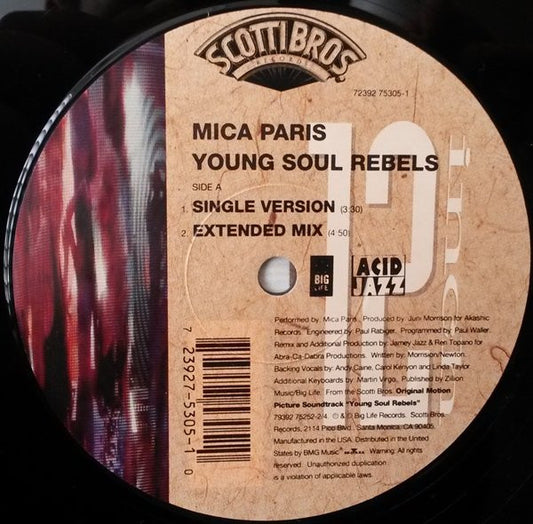 SCOTTI BROS.
RECORDS
72392 75305-1
MICA PARIS
YOUNG SOUL REBELS
SIDE A
1. SINGLE VERSION (3:30)
2. EXTENDED MIX (4:50)
12
inch
BIG
LIFE
ACID
JAZZ
Performed by: Mica Paris. Produced by: Juni Morrison for Akashic
Records. Engineered by: Paul Rabiger. Programmed by: Paul Waller.
Remix and Additional Production by: Jamey Jazz & Ren Topano for
Abra-Ca-Dabra Productions. Written by: Morrison/Newton.
Backing Vocals by: Andy Caine, Carol Kenyon and Linda Taylor
Additional Keyboards by: Martin Virgo. Published by Zillion
Music/Big Life. From the Scotti Bros. Original Motion
Picture Soundtrack "Young Soul Rebels"
79392 75252-2/4. ℗ & © Big Life Records. Scotti Bros.
Records, 2114 Pico Blvd., Santa Monica, CA 90405.
Manufactured in the USA. Distributed in the United
States by BMG Music Warning: All rights
reserved. Unauthorized duplication
is a violation of applicable laws.
7 23927-5305-1 0